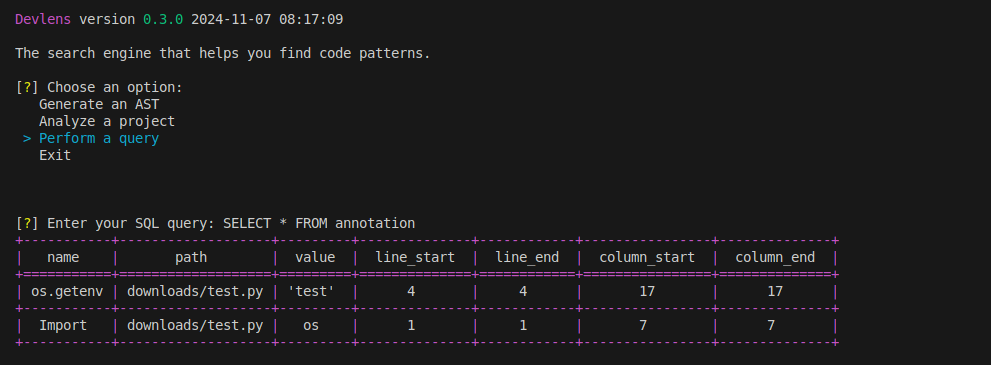 Devlens version 0.3.0 2024-11-07 08:17:09
The search engine that helps you find code patterns.
[?] Choose an option:
Generate an AST
Analyze a project
> Perform a query
Exit
[?] Enter your SQL query: SELECT * FROM annotation
+-----------+-------------------+---------+--------------+------------+----------------+--------------+
| name | path | value | line_start | line_end | column_start | column_end |
+===========+===================+=========+==============+============+================+==============+
| os.getenv | downloads/test.py | 'test' | 4 | 4 | 17 | 17 |
+-----------+-------------------+---------+--------------+------------+----------------+--------------+
| Import | downloads/test.py | os | 1 | 1 | 7 | 7 |
+-----------+-------------------+---------+--------------+------------+----------------+--------------+